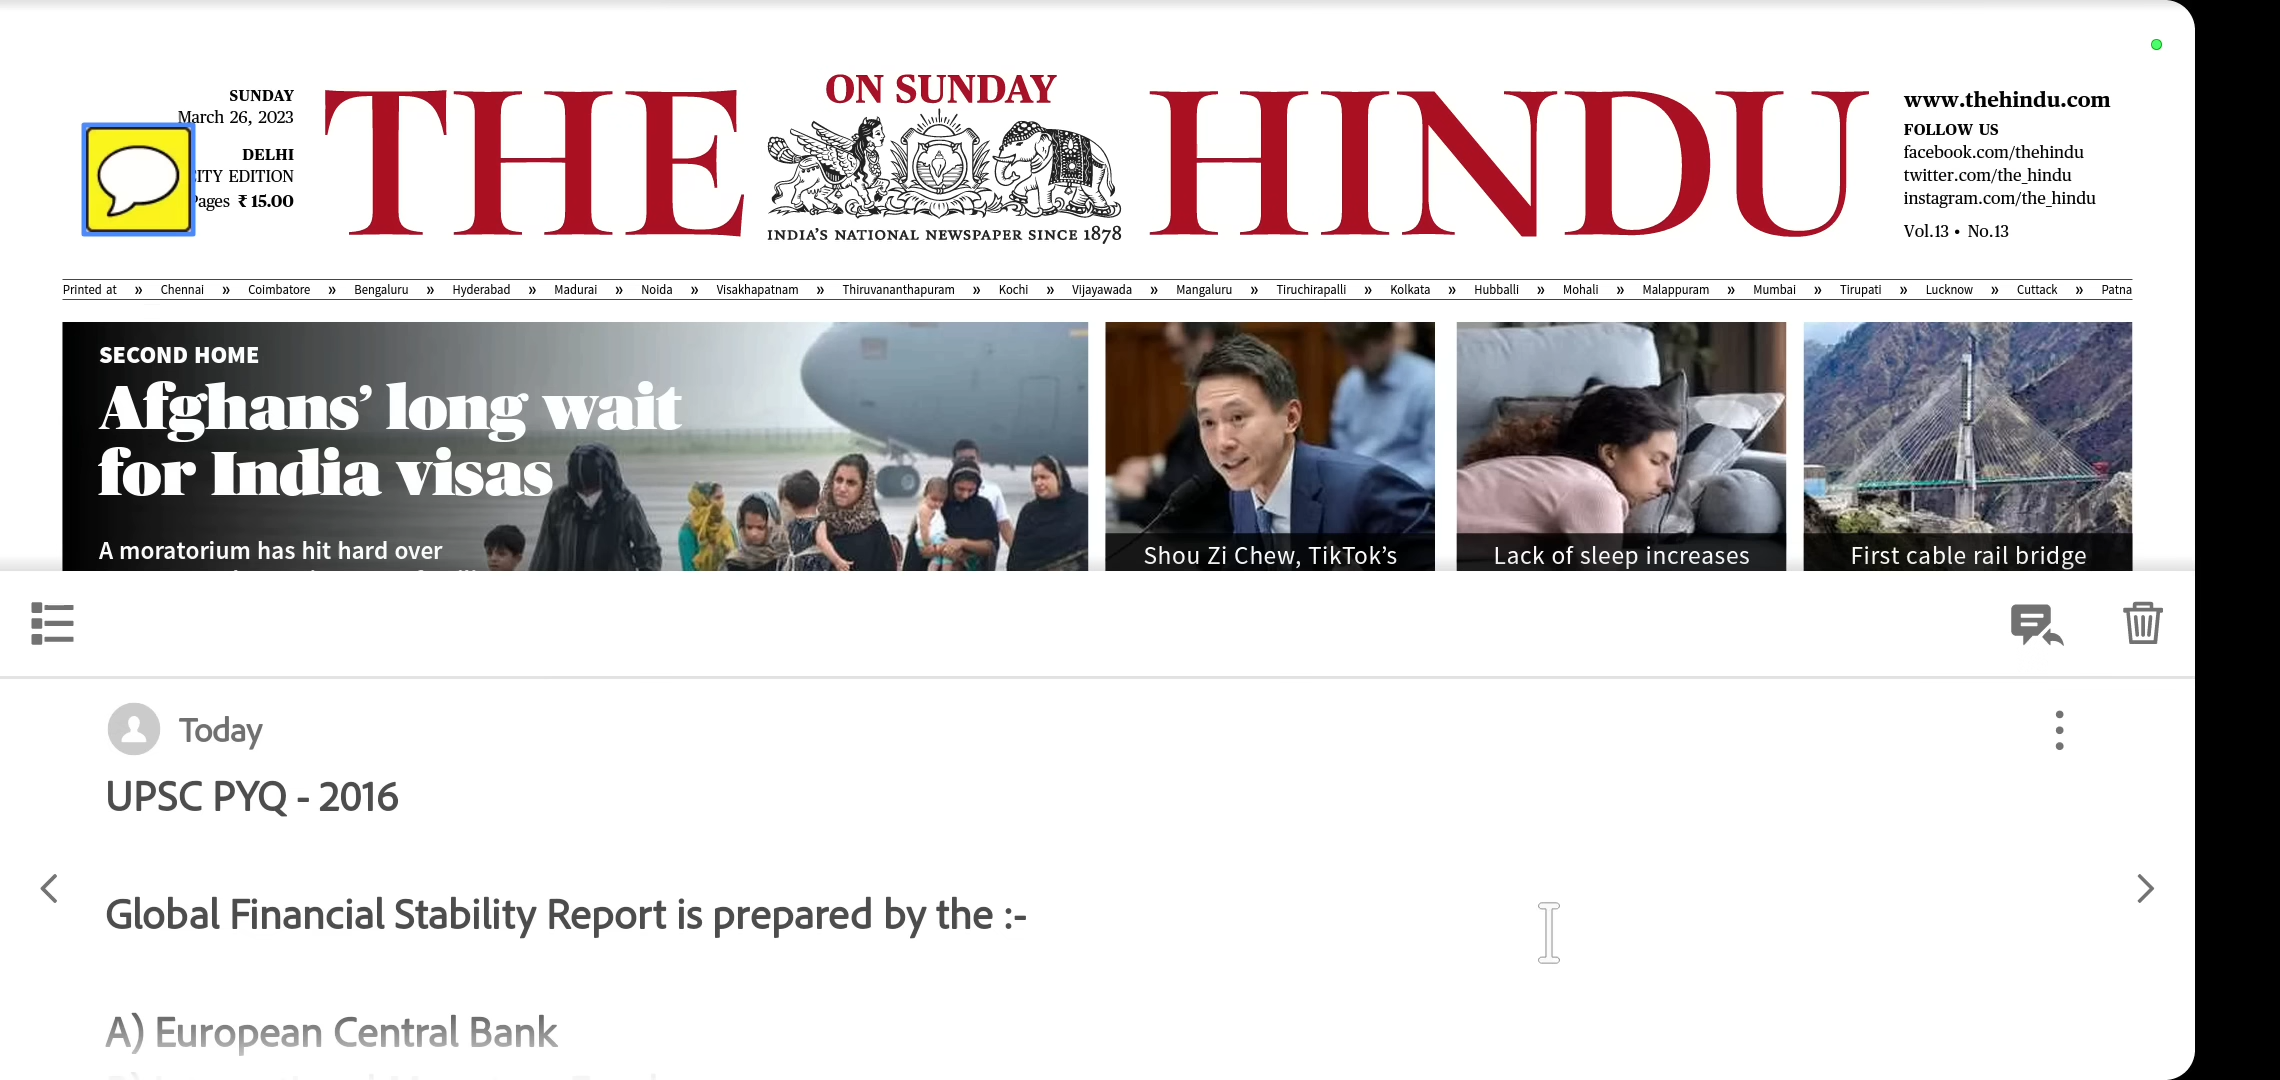 SUNDAY
March 26, 2023
DELHI
CITY EDITION
Pages ₹ 15.00
THE HINDU
ON SUNDAY
INDIA'S NATIONAL NEWSPAPER SINCE 1878
www.thehindu.com
FOLLOW US
facebook.com/thehindu
twitter.com/the_hindu
instagram.com/the_hindu
Vol.13 • No.13
Printed at » Chennai » Coimbatore » Bengaluru » Hyderabad » Madurai » Noida » Visakhapatnam » Thiruvananthapuram » Kochi » Vijayawada » Mangaluru » Tiruchirapalli » Kolkata » Hubballi » Mohali » Malappuram » Mumbai » Tirupati » Lucknow » Cuttack » Patna
SECOND HOME
Afghans' long wait
for India visas
A moratorium has hit hard over
Shou Zi Chew, TikTok's
Lack of sleep increases
First cable rail bridge
Today
UPSC PYQ - 2016
Global Financial Stability Report is prepared by the :-
A) European Central Bank